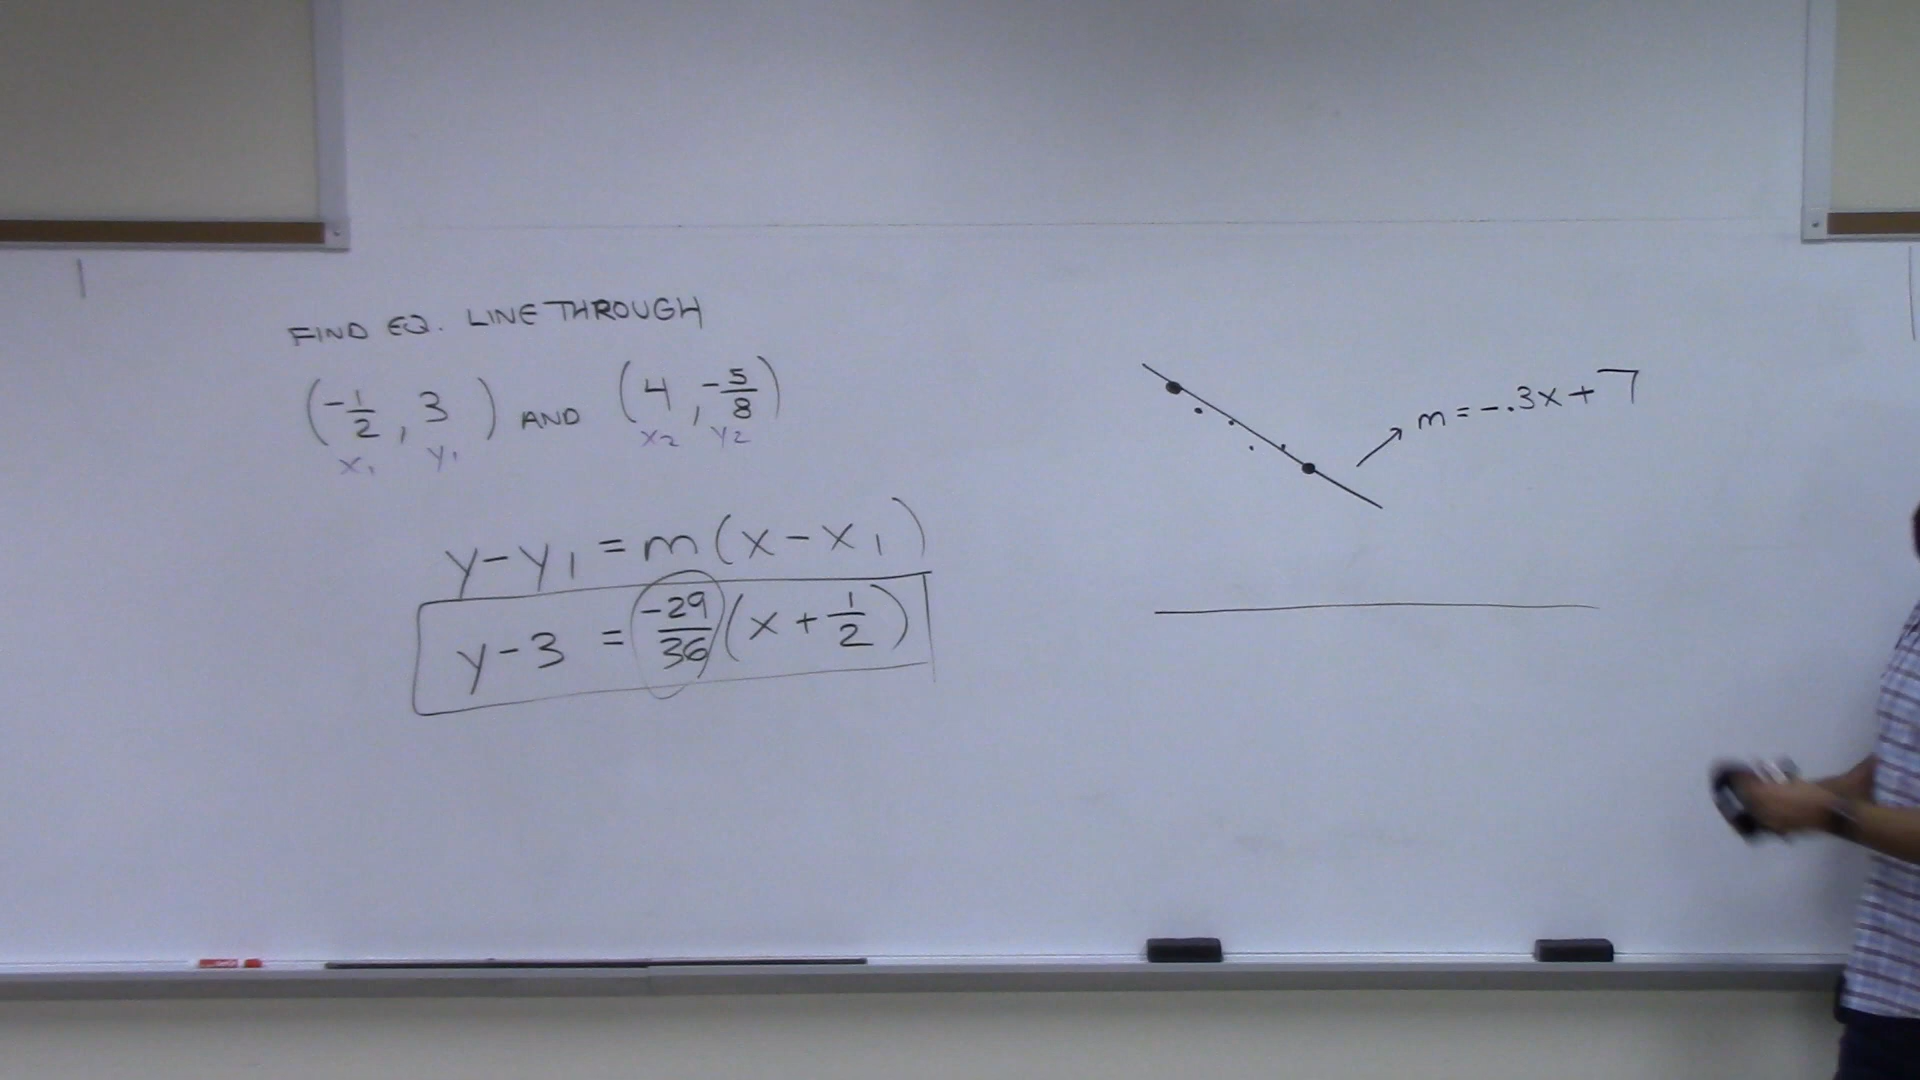 FIND EQ. LINE THROUGH
(-1/2, 3) AND (4, -5/8)
x₁ y₁ x₂ y₂
y-y₁ = m(x-x₁)
y-3 = -29/36 (x+1/2)
m = -.3x+7